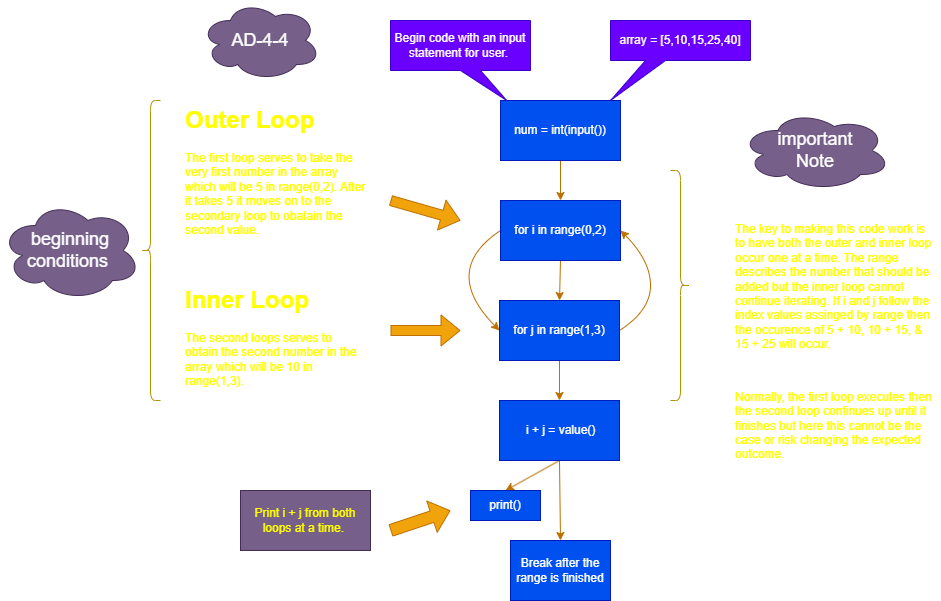 AD-4-4
Begin code with an input
statement for user.
array = [5,10,15,25,40]
Outer Loop
The first loop serves to take the
very first number in the array
which will be 5 in range(0,2). After
it takes 5 it moves on to the
secondary loop to obatain the
second value.
num = int(input())
important
Note
beginning
conditions
for i in range(0,2)
The key to making this code work is
to have both the outer and inner loop
occur one at a time. The range
describes the number that should be
added but the inner loop cannot
continue iterating. If i and j follow the
index values assinged by range then
the occurence of 5 + 10, 10 + 15, &
15 + 25 will occur.
Inner Loop
The second loops serves to
obtain the second number in the
array which will be 10 in
range(1,3).
for j in range(1,3)
Normally, the first loop executes then
the second loop continues up until it
finishes but here this cannot be the
case or risk changing the expected
outcome.
i + j = value()
Print i + j from both
loops at a time.
print()
Break after the
range is finished